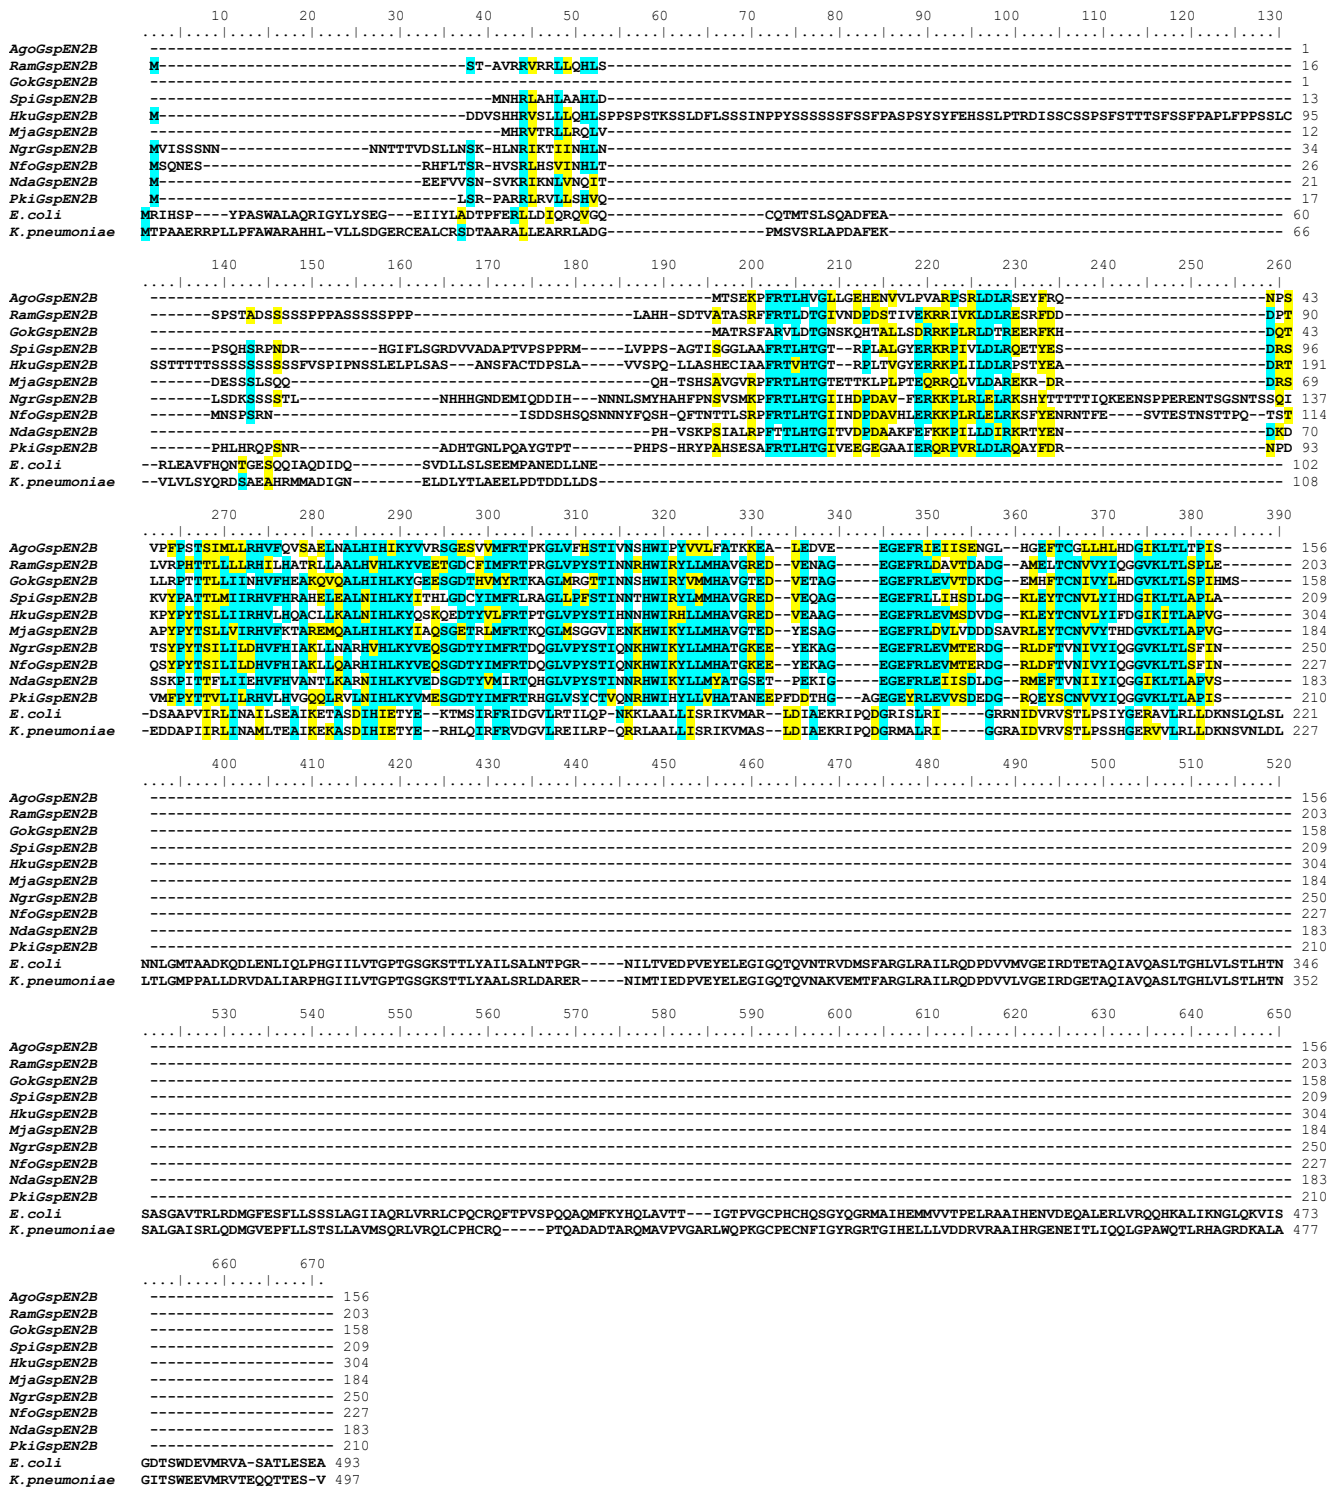 10 20 30 40 50 60 70 80 90 100 110 120 130
AgoGspEN2B ---------- 1
RamGspEN2B M----------ST-AVRRVRRLLQHLS---------- 16
GokGspEN2B ---------- 1
SpiGspEN2B ----------MNHRLAHLAAHLD---------- 13
HkuGspEN2B M----------DDVSHHRVSLLLQHLSPPSPSTKSSLDFLSSSINPPYSSSSSSFSSFPASPSYSYFEHSSLPTRDISSCSSPSFSTTTSFSSFPAPLFPPSSLC 95
MjaGspEN2B ----------MHRVTRLLRQLV---------- 12
NgrGspEN2B MVISSSNN----------NNTTTVDSLLNSK-HLNRIKTIINHLN---------- 34
NfoGspEN2B MSQNES----------RHFLTSR-HVSRLHSVINHLT---------- 26
NdaGspEN2B M----------EEFVVSN-SVKRIKNLVNQIT---------- 21
PkiGspEN2B M----------LSR-PARRLRVLLSHVQ---------- 17
E.coli MRIHSP----YPASWALAQRIGYLYSEG---EIIYLADTPFERLLDIQRQVGQ----------CQTMTSLSQADFEA---------- 60
K.pneumoniae MTPAAERRPLLPFAWARAHHL-VLLSDGERCEALCRSDTAARALLEARRLADG----------PMSVSRLAPDAFEK---------- 66
140 150 160 170 180 190 200 210 220 230 240 250 260
AgoGspEN2B ----------MTSEKPFRTLHVGLLGEHENVVLPVARPSRLDLRSEYFRQ----------NPS 43
RamGspEN2B -------SPSTADSSSSSPPPASSSSSPPP----------LAHH-SDTVATASRFFRTLDTGIVNDPDSTIVEKRRIVKLDLRESRFDD----------DPT 90
GokGspEN2B ----------MATRSFARVLDTGNSKQHTALLSDRRKPLRLDTREERFKH----------DQT 43
SpiGspEN2B -------PSQHSRPNDR-------HGIFLSGRDVVADAPTVPSPPRM----LVPPS-AGTISGGLAAFRTLHTGT--RPLALGYERKRPIVLDLRQETYES----------DRS 96
HkuGspEN2B SSTTTTTSSSSSSSSSSSFVSPIPNSSLELPLSAS---ANSFACTDPSLA----VVSPQ-LLASHECIAAFRTVHTGT--RPLTVGYERKRPLILDLRPSTYEA----------DRT 191
MjaGspEN2B --------DESSSLSQQ----------QH-TSHSAVGVRPFRTLHTGTETTKLPLPTEQRRQLVLDAREKR-DR----------DRS 69
NgrGspEN2B --------LSDKSSSSTL----------NHHHGNDEMIQDDIH---NNNLSMYHAHFPNSVSMKPFRTLHTGIIHDPDAV-FERKKPLRLELRKSHYTTTTTTIQKEENSPPERENTSGSNTSSQI 137
NfoGspEN2B --------MNSPSRN----------ISDDSHSQSNNNYFQSH-QFTNTTLSRPFRTLHTGIINDPDAVHLERKKPLRLELRKSFYENRNTFE-----SVTESTNSTTPQ--TST 114
NdaGspEN2B ----------PH-VSKPSIALRPFTTLHTGITVDPDAAKFEFKKPILLDIRKRTYEN----------DKD 70
PkiGspEN2B ------PHLHRQPSNR----------ADHTGNLPQAYGTPT------PHPS-HRYPAHSESAFRTLHTGIVEEGEGAAIERQRPVRLDLRQAYFDR----------NPD 93
E.coli --RLEAVFHQNTGESQQIAQDIDQ-------SVDLLSLSEEMPANEDLLNE---------- 102
K.pneumoniae --VLVLSYQRDSAEAHRMMADIGN-------ELDLYTLAEELPDTDDLLDS---------- 108
270 280 290 300 310 320 330 340 350 360 370 380 390
AgoGspEN2B VPFPSTSIMLLRHVFQVSAELNALHIHIKYVVRSGESVVMFRTPKGLVFHSTIVNSHWIPYVVLFATKKEA-LEDVE-----EGEFRIEIISENGL--HGEFTCGLLHLHDGIKLTLTPIS------ 156
RamGspEN2B LVRPHTTLLLLRHILHATRLLAALHVHLKYVEETGDCFIMFRTPRGLVPYSTINNRHWIRYLLMHAVGRED--VENAG-----EGEFRLDAVTDADG---AMELTCNVVYIQGGVKLTLSPLE------ 203
GokGspEN2B LLRPTTTLLIINHVFHEAKQVQALHIHLKYGEESGDTHVMYRTKAGLMRGTTINNSHWIRYVMMHAVGTED--VETAG-----EGEFRLEVVTDKDG---EMHFTCNIVYLHDGVKLTLSPIHMS---- 158
SpiGspEN2B KVYPATTLMIIRHVFHRAHELEALNIHLKYITHLGDCYIMFRLRAGLLPFSTINNTHWIRYLMMHAVGRED--VEQAG-----EGEFRLLIHSDLDG---KLEYTCNVLYIHDGIKLTLAPLA------ 209
HkuGspEN2B KPYPYTSLLIIRHVLHQACLLKALNIHLKYQSKQEDTYVLFRTPTGLVPYSTIHNNHWIRHLLMHAVGRED--VEAAG-----EGEFRLEVMSDVDG---KLEYTCNVLYIFDGIKITLAPVG------ 304
MjaGspEN2B APYPYTSLLVIRHVFKTAREMQALHIHLKYIAQSGETRLMFRTKQGLMSGGVIENKHWIKYLLMHAVGTED--YESAG-----EGEFRLDVLVDDDSAVRLEYTCNVVYTHDGVKLTLAPVG------ 184
NgrGspEN2B TSYPYTSILILDHVFHIAKLLNARHVHLKYVEQSGDTYIMFRTDQGLVPYSTIQNKHWIKYLLMHATGKEE--YEKAG-----EGEFRLEVMTERDG---RLDFTVNIVYIQGGVKLTLSFIN------ 250
NfoGspEN2B QSYPYTSILILDHVFHIAKLLQARHIHLKYVEQSGDTYIMFRTDQGLVPYSTIQNKHWIKYLLMHATGKEE--YEKAG-----EGEFRLEVMTERDG---RLDFTVNIVYIQGGVKLTLSFIN------ 227
NdaGspEN2B SSKPITTFLIIEHVFHVANTLKARNIHLKYVEDSGDTYVMIRTQHGLVPYSTINNRHWIKYLLMYATGSET--PEKIG-----EGEFRLEIISDLDG---RMEFTVNIIYIQGGIKLTLAPVS------ 183
PkiGspEN2B VMFPYTTVLILRHVLHVGQQLRVLNIHLKYVMESGDTYIMFRTRHGLVSYCTVQNRHWIHYLLVHATANEEPFDDTHG---AGEGEYRLEVVSDEDG---RQEYSCNVVYIQGGVKLTLAPIS------ 210
E.coli -DSAAPVIRLINAILSEAIKETASDIHIETYE--KTMSIRFRIDGVLRTILQP-NKKLAALLISRIKVMAR--LDIAEKRIPQDGRISLRI-----GRRNIDVRVSTLPSIYGERAVLRLLDKNSLQLSL 221
K.pneumoniae -EDDAPIIRLINAMLTEAIKEKASDIHIETYE--RHLQIRFRVDGVLREILRP-QRRLAALLISRIKVMAS--LDIAEKRIPQDGRMALRI-----GGRAIDVRVSTLPSSHGERVVLRLLDKNSVNLDL 227
400 410 420 430 440 450 460 470 480 490 500 510 520
AgoGspEN2B ---------- 156
RamGspEN2B ---------- 203
GokGspEN2B ---------- 158
SpiGspEN2B ---------- 209
HkuGspEN2B ---------- 304
MjaGspEN2B ---------- 184
NgrGspEN2B ---------- 250
NfoGspEN2B ---------- 227
NdaGspEN2B ---------- 183
PkiGspEN2B ---------- 210
E.coli NNLGMTAADKQDLENLIQLPHGIILVTGPTGSGKSTTLYAILSALNTPGR-----NILTVEDPVEYELEGIGQTQVNTRVDMSFARGLRAILRQDPDVVMVGEIRDTETAQIAVQASLTGHLVLSTLHTN 346
K.pneumoniae LTLGMPPALLDRVDALIARPHGIILVTGPTGSGKSTTLYAALSRLDARER-----NIMTIEDPVEYELEGIGQTQVNAKVEMTFARGLRAILRQDPDVVLVGEIRDGETAQIAVQASLTGHLVLSTLHTN 352
530 540 550 560 570 580 590 600 610 620 630 640 650
AgoGspEN2B ---------- 156
RamGspEN2B ---------- 203
GokGspEN2B ---------- 158
SpiGspEN2B ---------- 209
HkuGspEN2B ---------- 304
MjaGspEN2B ---------- 184
NgrGspEN2B ---------- 250
NfoGspEN2B ---------- 227
NdaGspEN2B ---------- 183
PkiGspEN2B ---------- 210
E.coli SASGAVTRLRDMGFESFLLSSSLAGIIAQRLVRRLCPQCRQFTPVSPQQAQMFKYHQLAVTT---IGTPVGCPHCHQSGYQGRMAIHEMMVVTPELRAAIHENVDEQALERLVRQQHKALIKNGLQKVIS 473
K.pneumoniae SALGAISRLQDMGVEPFLLSTSLLAVMSQRLVRQLCPHCRQ-----PTQADADTARQMAVPVGARLWQPKGCPECNFIGYRGRTGIHELLLVDDRVRAAIHRGENEITLIQQLGPAWQTLRHAGRDKALA 477
660 670
AgoGspEN2B ---------- 156
RamGspEN2B ---------- 203
GokGspEN2B ---------- 158
SpiGspEN2B ---------- 209
HkuGspEN2B ---------- 304
MjaGspEN2B ---------- 184
NgrGspEN2B ---------- 250
NfoGspEN2B ---------- 227
NdaGspEN2B ---------- 183
PkiGspEN2B ---------- 210
E.coli GDTSWDEVMRVA-SATLESEA 493
K.pneumoniae GITSWEEVMRVTEQQTTES-V 497